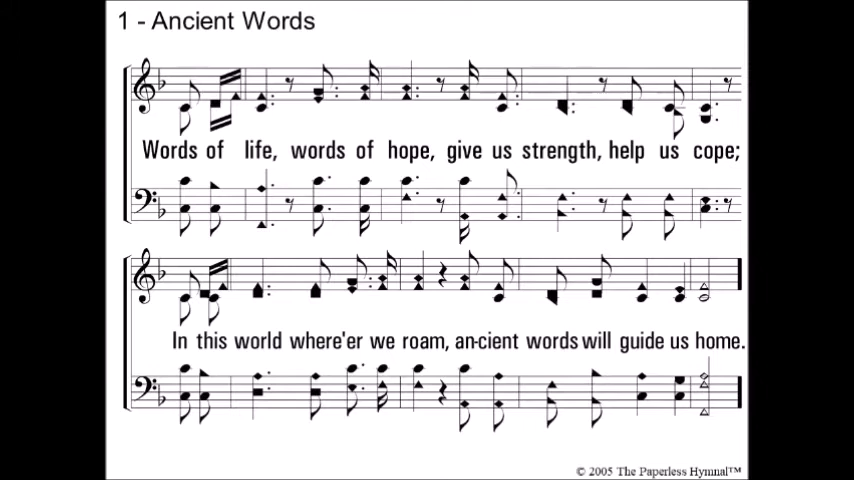 1 - Ancient Words
Words of life, words of hope, give us strength, help us cope;
In this world where'er we roam, an-cient words will guide us home.
© 2005 The Paperless Hymnal™